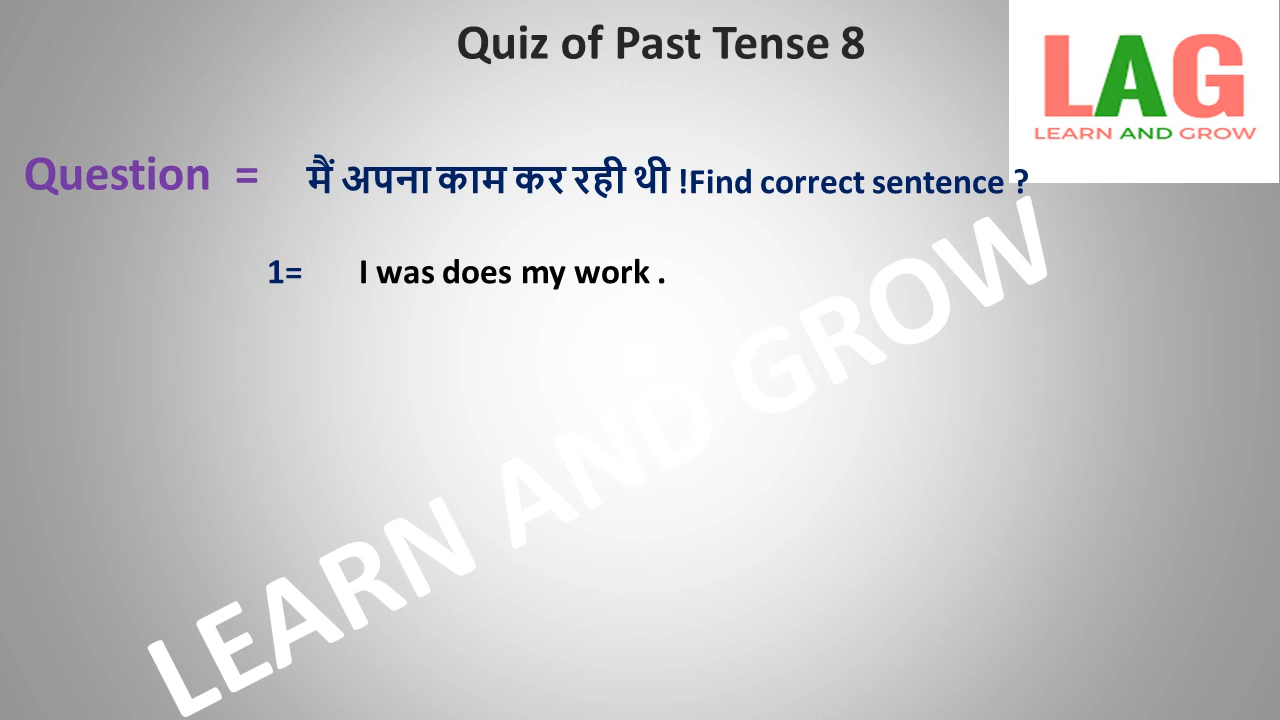 Quiz of Past Tense 8
LAG
LEARN AND GROW
Question = मैं अपना काम कर रही थी !Find correct sentence ?
1= I was does my work .
LEARN AND GROW